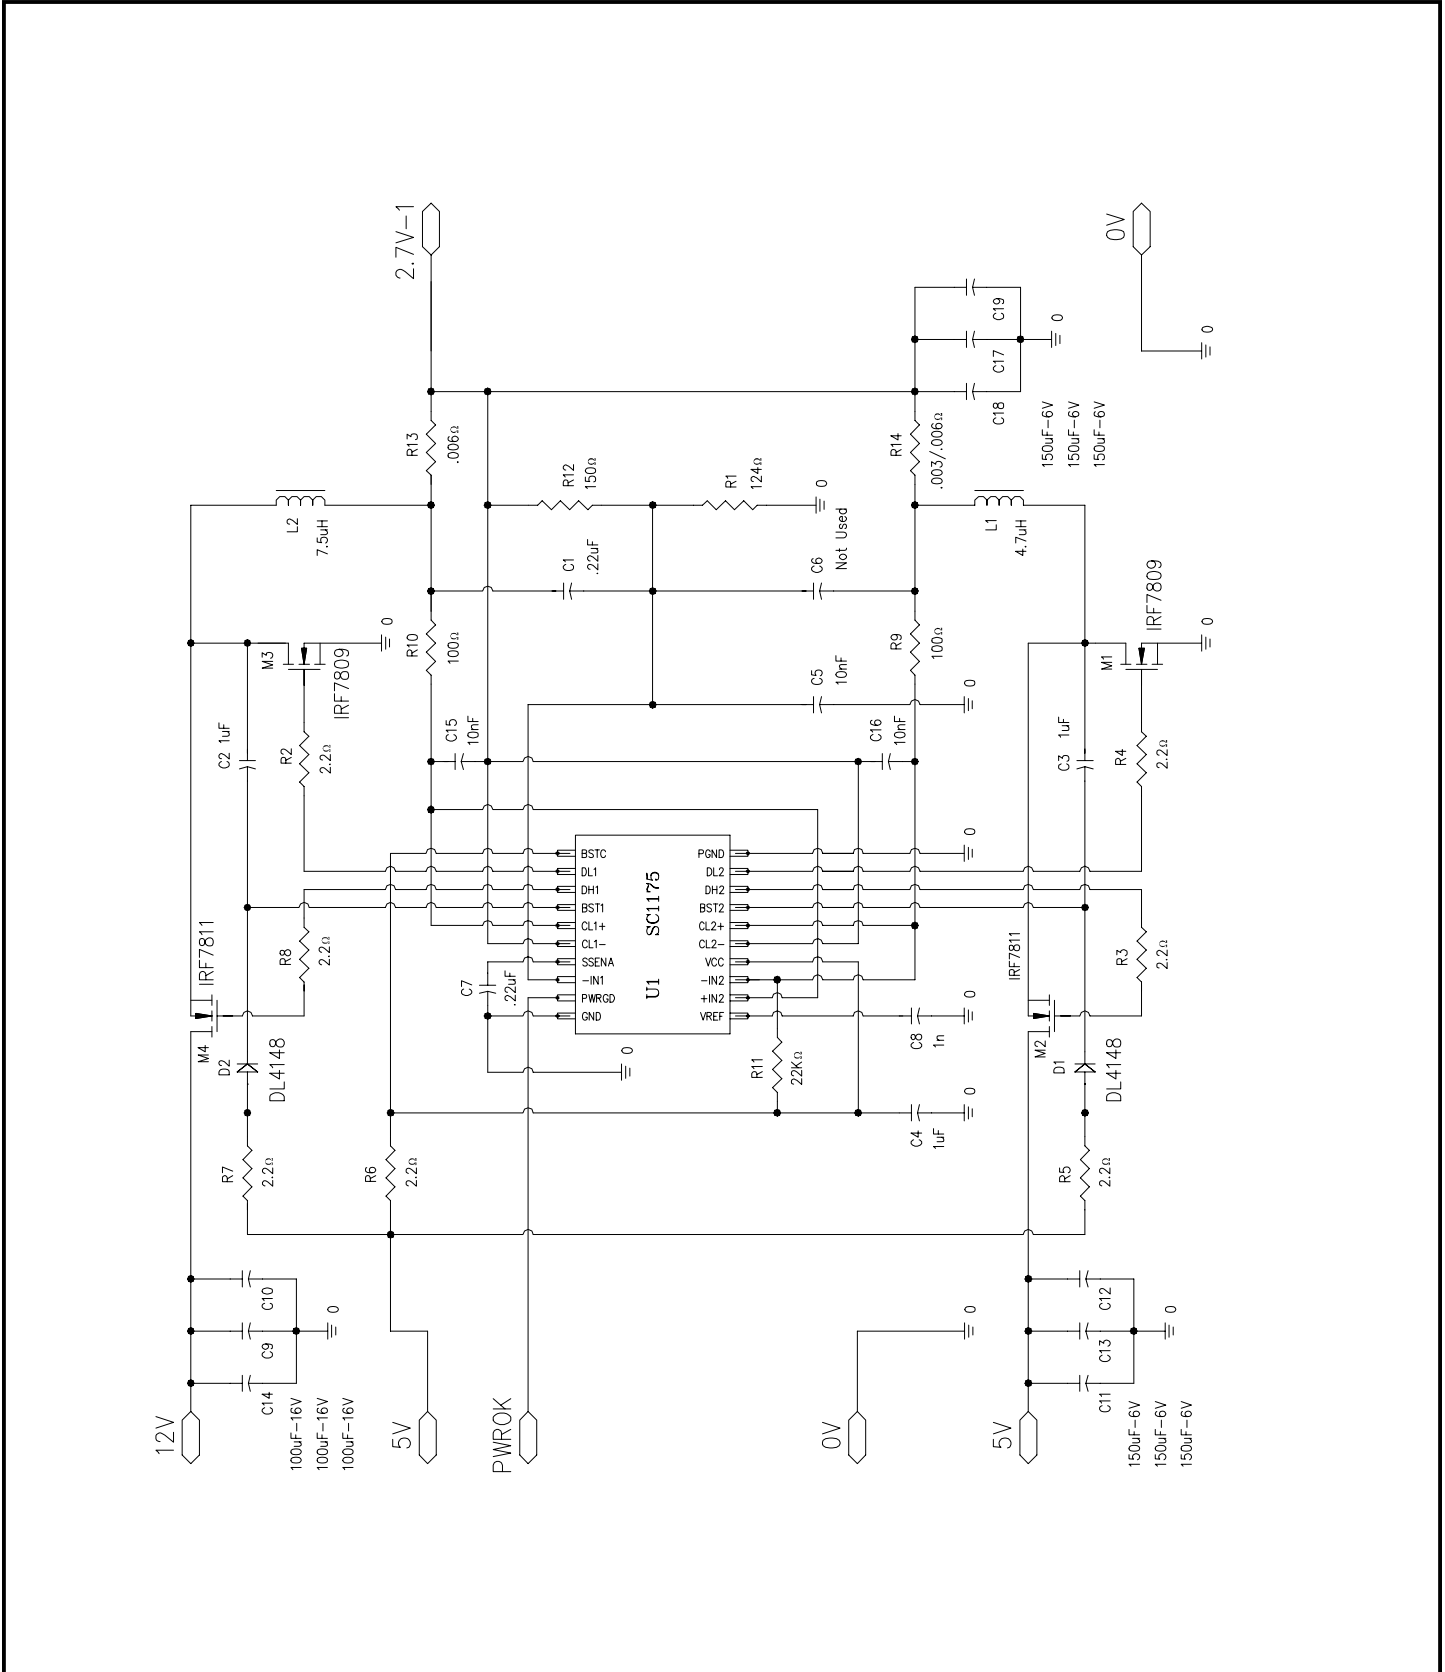 12V
5V
PWROK
0V
5V
2.7V-1
0V
C14
C9
C10
100uF-16V
100uF-16V
100uF-16V
0
R7
2.2Ω
D2
DL4148
M4
IRF7811
R8
2.2Ω
C2 1uF
R2
2.2Ω
M3
IRF7809
0
L2
7.5uH
R6
2.2Ω
R10
100Ω
R13
.006Ω
C15
10nF
C1
.22uF
R12
150Ω
R1
124Ω
0
C7
.22uF
0
BSTC
DL1
DH1
BST1
CL1+
CL1-
SSENA
-IN1
PWRGD
GND
U1
SC1175
PGND
DL2
DH2
BST2
CL2+
CL2-
VCC
-IN2
+IN2
VREF
R11
22KΩ
C4
1uF
0
C8
1n
0
0
C16
10nF
C5
10nF
0
C6
Not Used
R9
100Ω
R14
.003/.006Ω
C18
C17
C19
150uF-6V
150uF-6V
150uF-6V
0
0
L1
4.7uH
0
C11
C13
C12
150uF-6V
150uF-6V
150uF-6V
0
R5
2.2Ω
D1
DL4148
M2
IRF7811
R3
2.2Ω
C3 1uF
R4
2.2Ω
M1
IRF7809
0